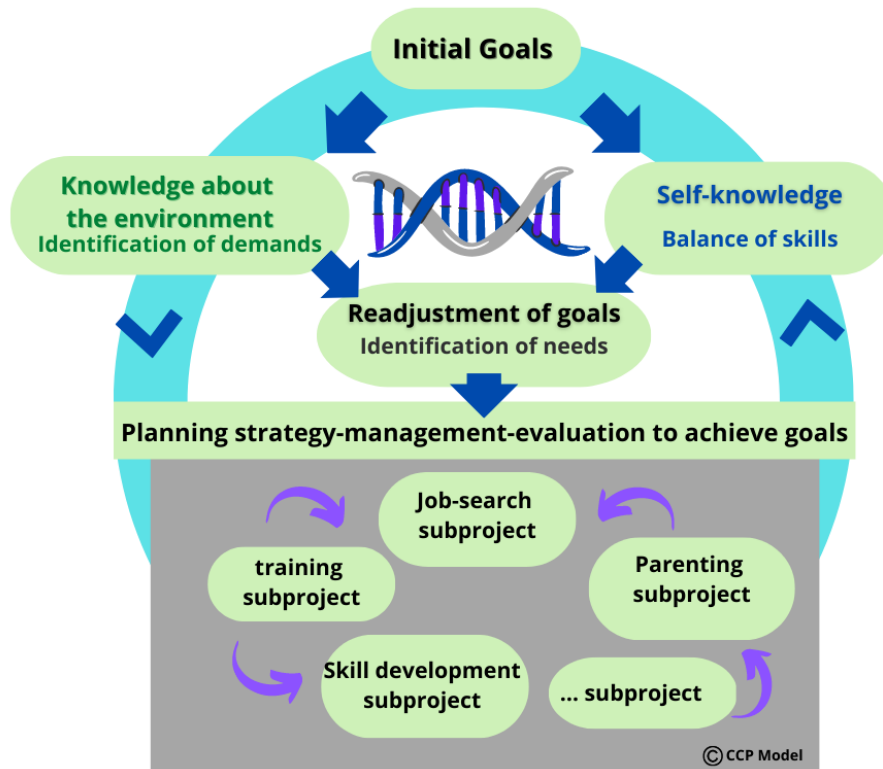 Initial Goals
Knowledge about
the environment
Identification of demands
Self-knowledge
Balance of skills
Readjustment of goals
Identification of needs
Planning strategy-management-evaluation to achieve goals
Job-search
subproject
training
subproject
Parenting
subproject
Skill development
subproject
... subproject
© CCP Model